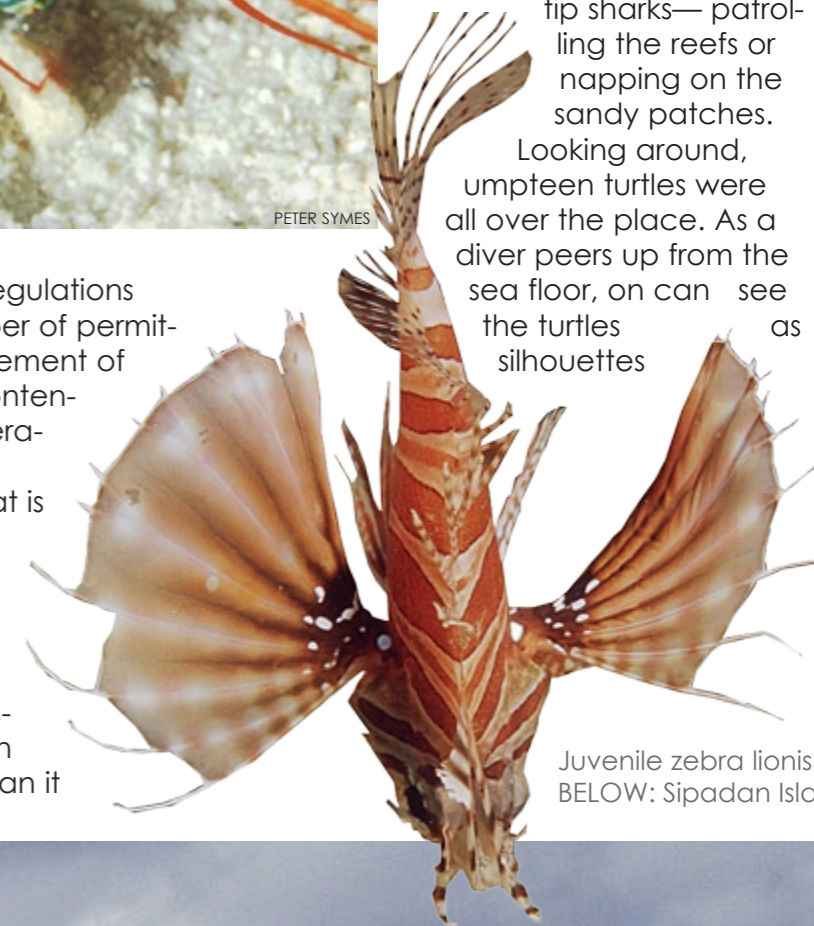 PETER SYMES
egulations
er of permit-
ement of
nten-
era-
at is
n
an it
tip sharks— patrol-
ling the reefs or
napping on the
sandy patches.
Looking around,
umpteen turtles were
all over the place. As a
diver peers up from the
sea floor, on can see
the turtles as
silhouettes
Juvenile zebra lionis
BELOW: Sipadan Isla